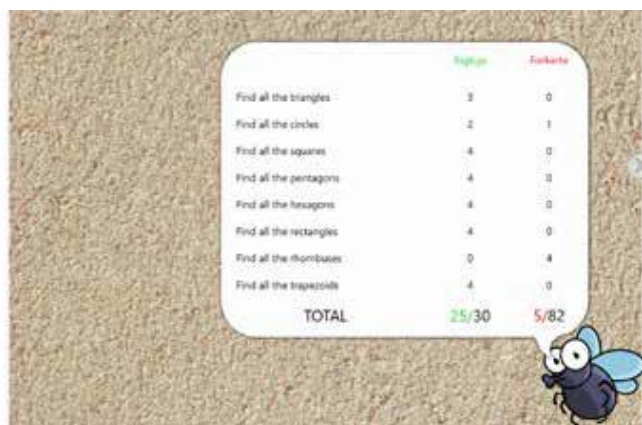 Rigtige Forkerte
Find all the triangles 3 0
Find all the circles 2 1
Find all the squares 4 0
Find all the pentagons 4 0
Find all the hexagons 4 0
Find all the rectangles 4 0
Find all the rhombuses 0 4
Find all the trapezoids 4 0
TOTAL 25/30 5/82